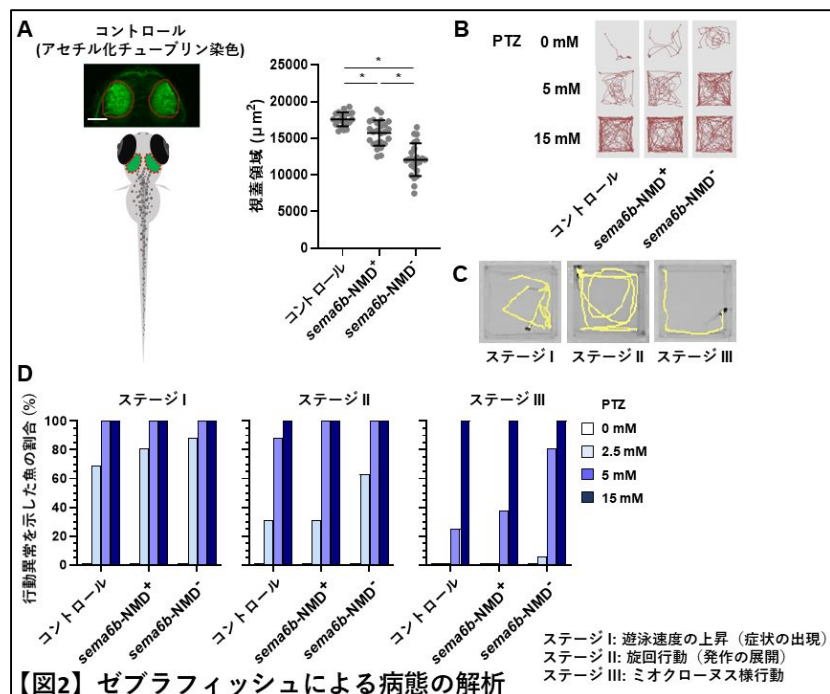 A
コントロール
(アセチル化チューブリン染色)
視蓋領域 (μm²)
25000
20000
15000
10000
5000
0
*
*
*
コントロール
sema6b-NMD⁺
sema6b-NMD⁻
B
PTZ
0 mM
5 mM
15 mM
コントロール
sema6b-NMD⁺
sema6b-NMD⁻
C
ステージ I
ステージ II
ステージ III
D
行動異常を示した魚の割合 (%)
100
80
60
40
20
0
ステージ I
コントロール
sema6b-NMD⁺
sema6b-NMD⁻
ステージ II
コントロール
sema6b-NMD⁺
sema6b-NMD⁻
ステージ III
コントロール
sema6b-NMD⁺
sema6b-NMD⁻
PTZ
0 mM
2.5 mM
5 mM
15 mM
ステージ I: 遊泳速度の上昇（症状の出現）
ステージ II: 旋回行動（発作の展開）
ステージ III: ミオクローヌス様行動
【図2】ゼブラフィッシュによる病態の解析